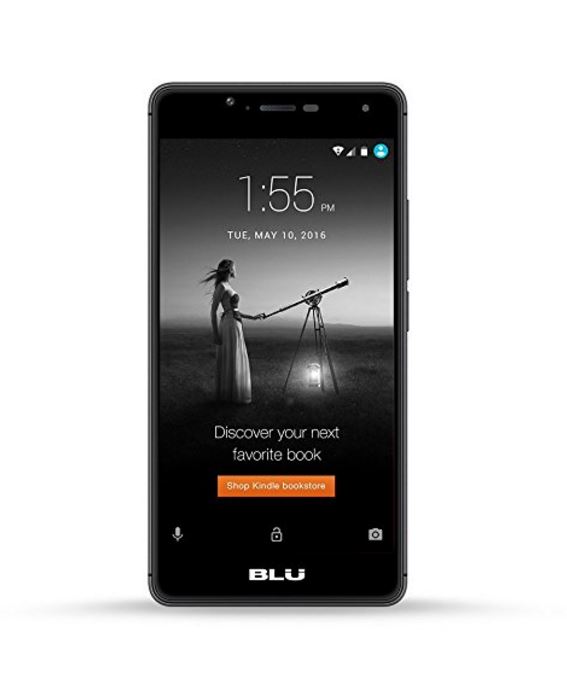 1:55 PM
TUE, MAY 10, 2016
Discover your next
favorite book
Shop Kindle bookstore
BLU